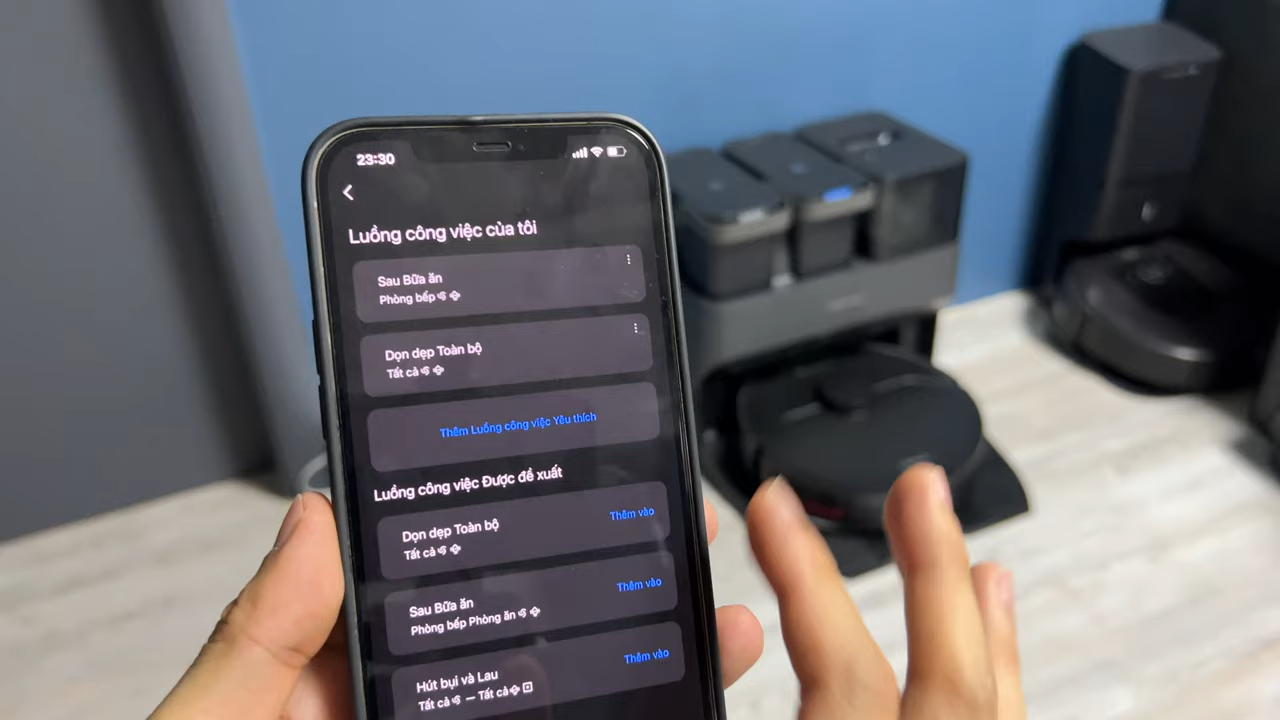 23:30
Luồng công việc của tôi
Sau Bữa ăn
Phòng bếp
Dọn dẹp Toàn bộ
Tất cả
Thêm Luồng công việc Yêu thích
Luồng công việc Được đề xuất
Dọn dẹp Toàn bộ
Thêm vào
Tất cả
Sau Bữa ăn
Thêm vào
Phòng bếp Phòng ăn
Hút bụi và Lau
Thêm vào
Tất cả — Tất cả